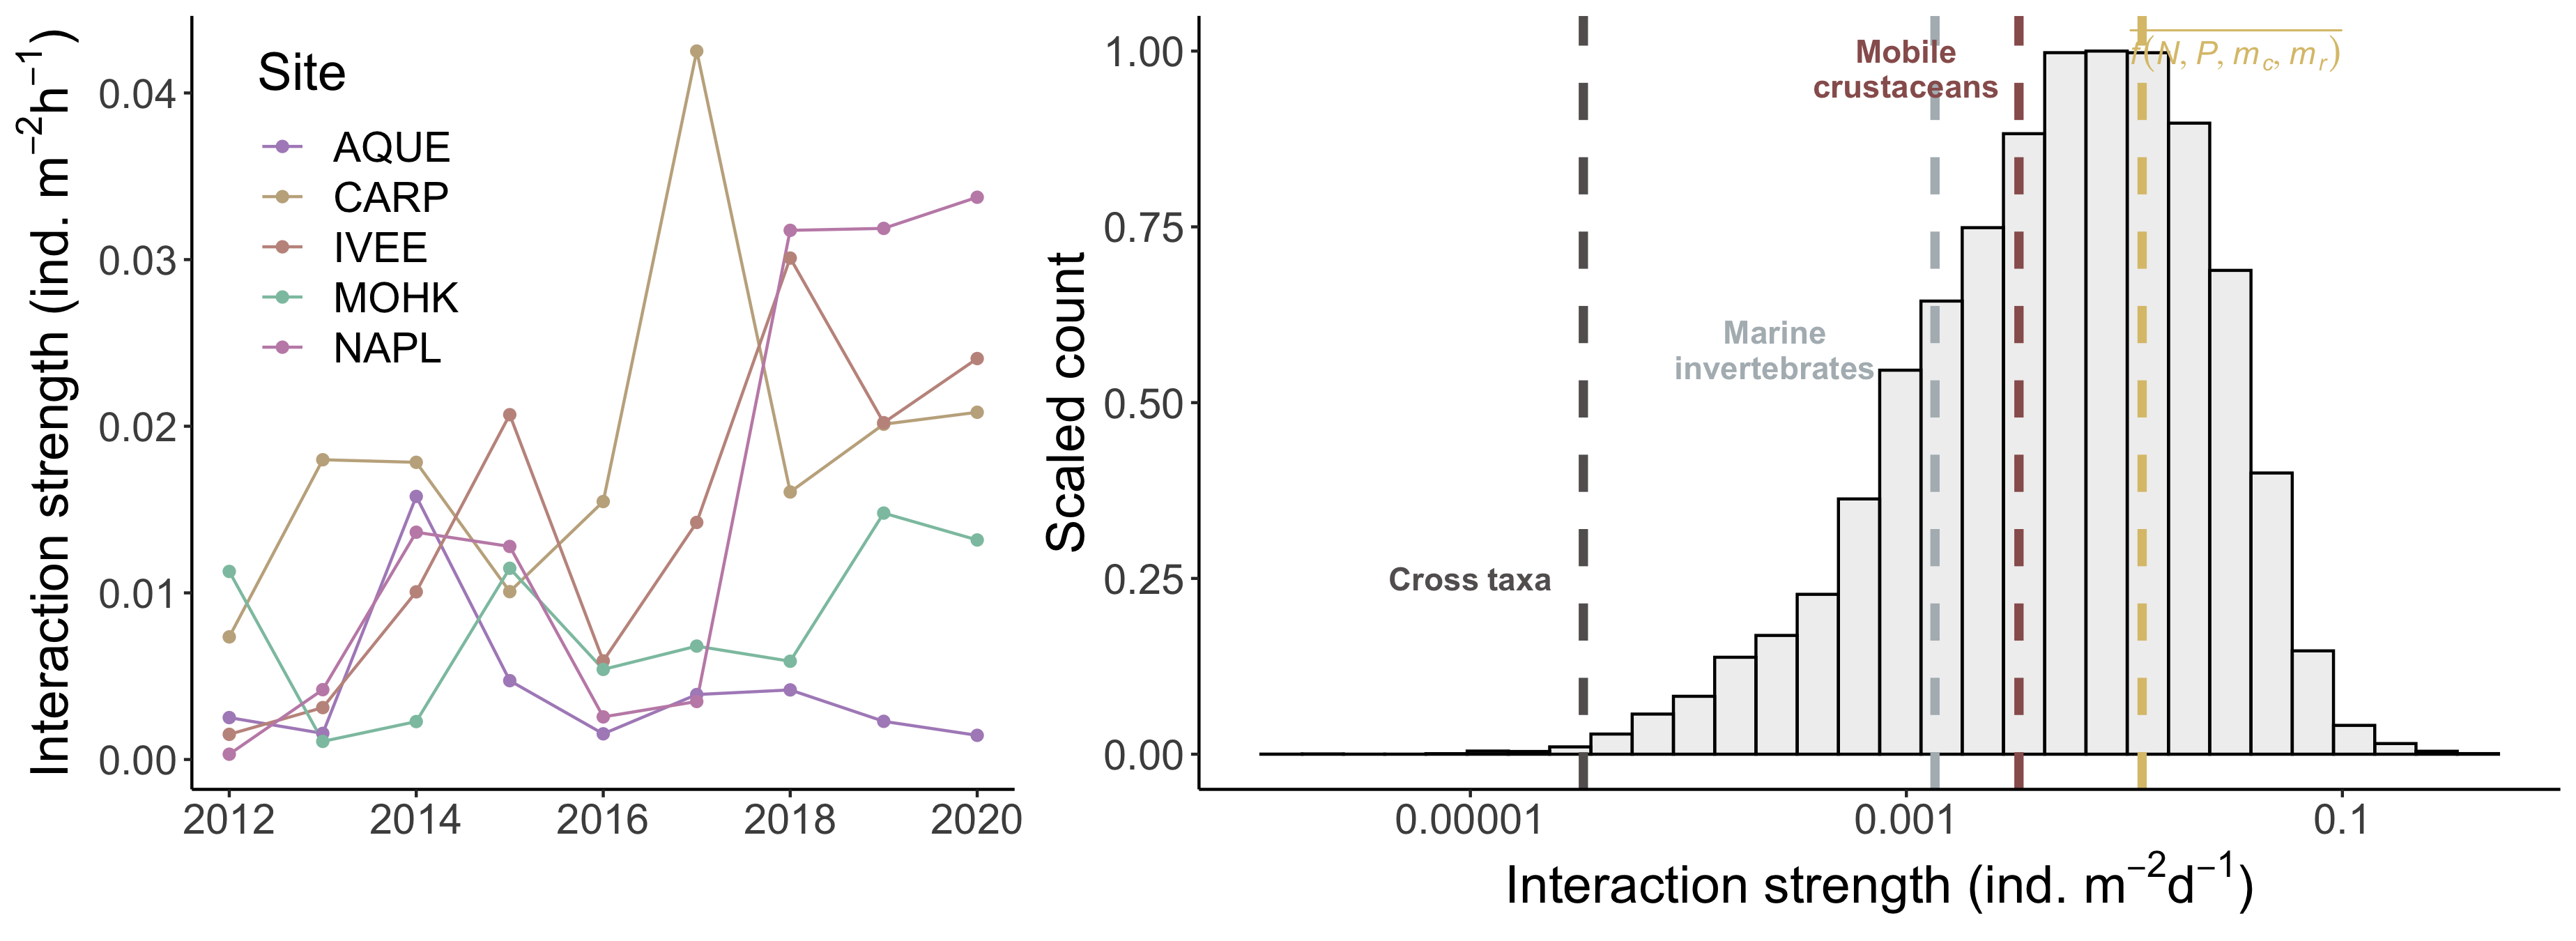 Interaction strength (ind. m⁻²h⁻¹)
0.04
0.03
0.02
0.01
0.00
Site
AQUE
CARP
IVEE
MOHK
NAPL
2012 2014 2016 2018 2020
Scaled count
1.00
0.75
0.50
0.25
0.00
Mobile
crustaceans
f(N, P, m_c, m_r)
Marine
invertebrates
Cross taxa
0.00001 0.001 0.1
Interaction strength (ind. m⁻²d⁻¹)